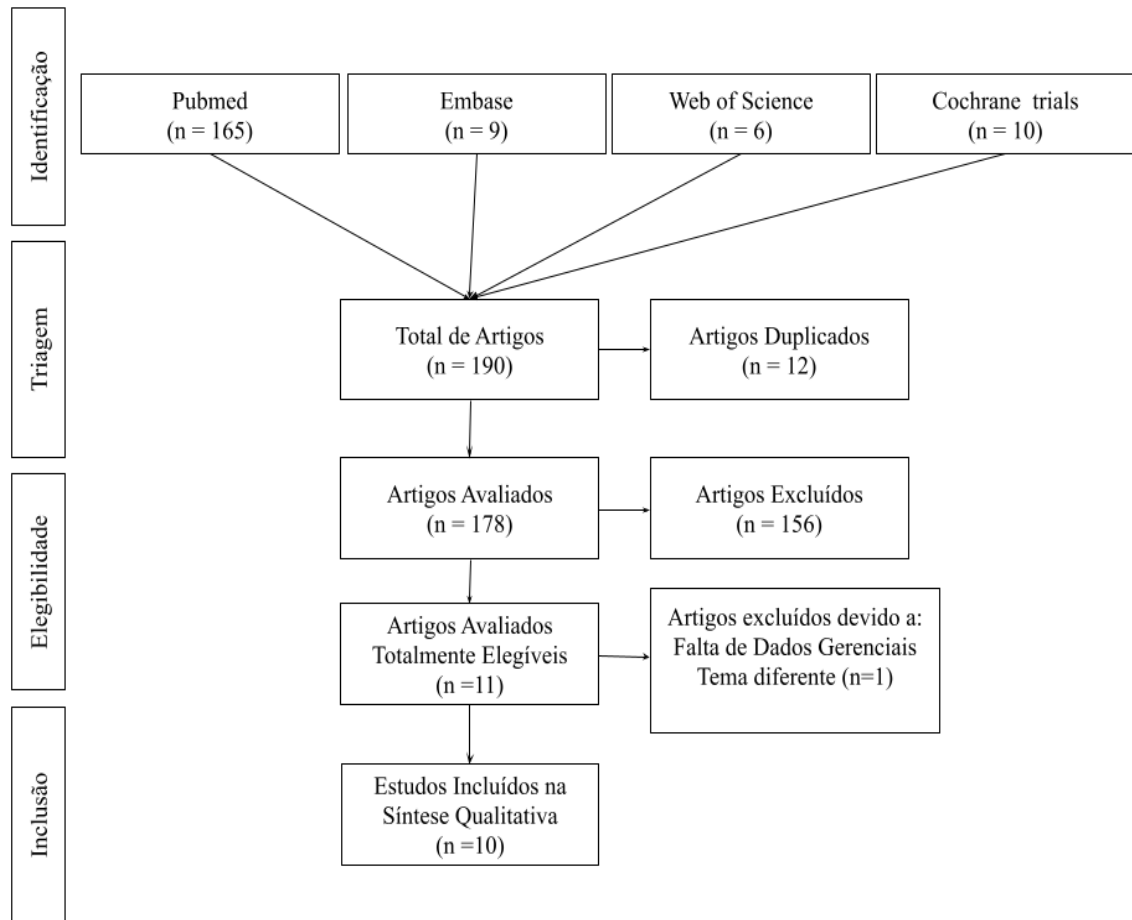 Identificação
Pubmed
(n = 165)
Embase
(n = 9)
Web of Science
(n = 6)
Cochrane trials
(n = 10)
Triagem
Total de Artigos
(n = 190)
Artigos Duplicados
(n = 12)
Elegibilidade
Artigos Avaliados
(n = 178)
Artigos Excluídos
(n = 156)
Artigos Avaliados
Totalmente Elegíveis
(n =11)
Artigos excluídos devido a:
Falta de Dados Gerenciais
Tema diferente (n=1)
Inclusão
Estudos Incluídos na
Síntese Qualitativa
(n =10)